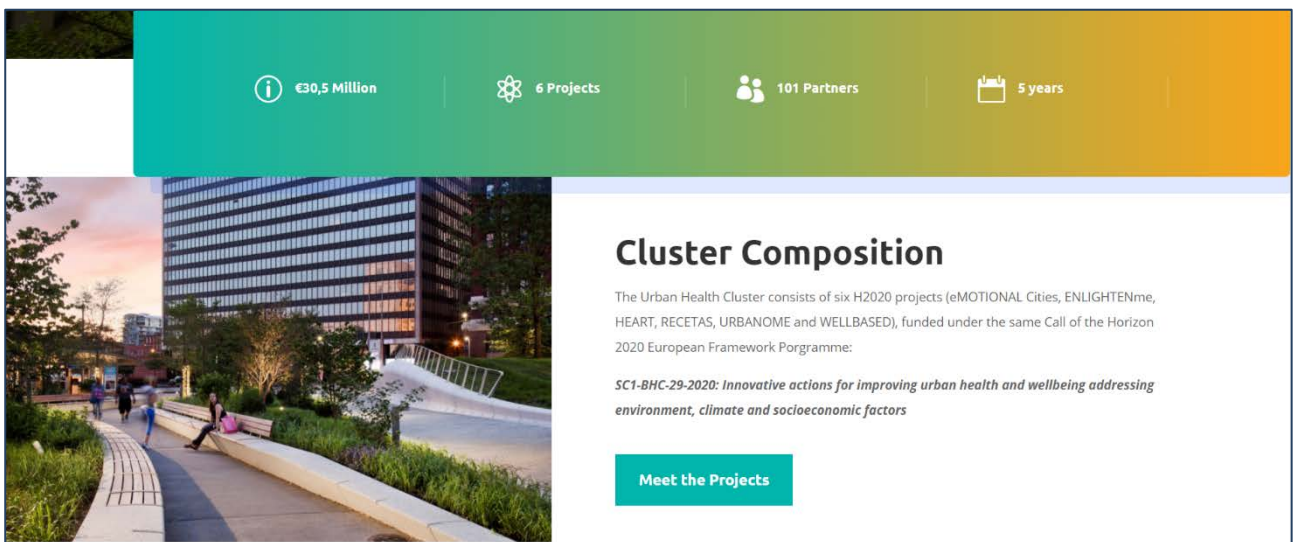 €30,5 Million
6 Projects
101 Partners
5 years
Cluster Composition
The Urban Health Cluster consists of six H2020 projects (eMOTIONAL Cities, ENLIGHTENme,
HEART, RECETAS, URBANOME and WELLBASED), funded under the same Call of the Horizon
2020 European Framework Porgramme:
SC1-BHC-29-2020: Innovative actions for improving urban health and wellbeing addressing
environment, climate and socioeconomic factors
Meet the Projects